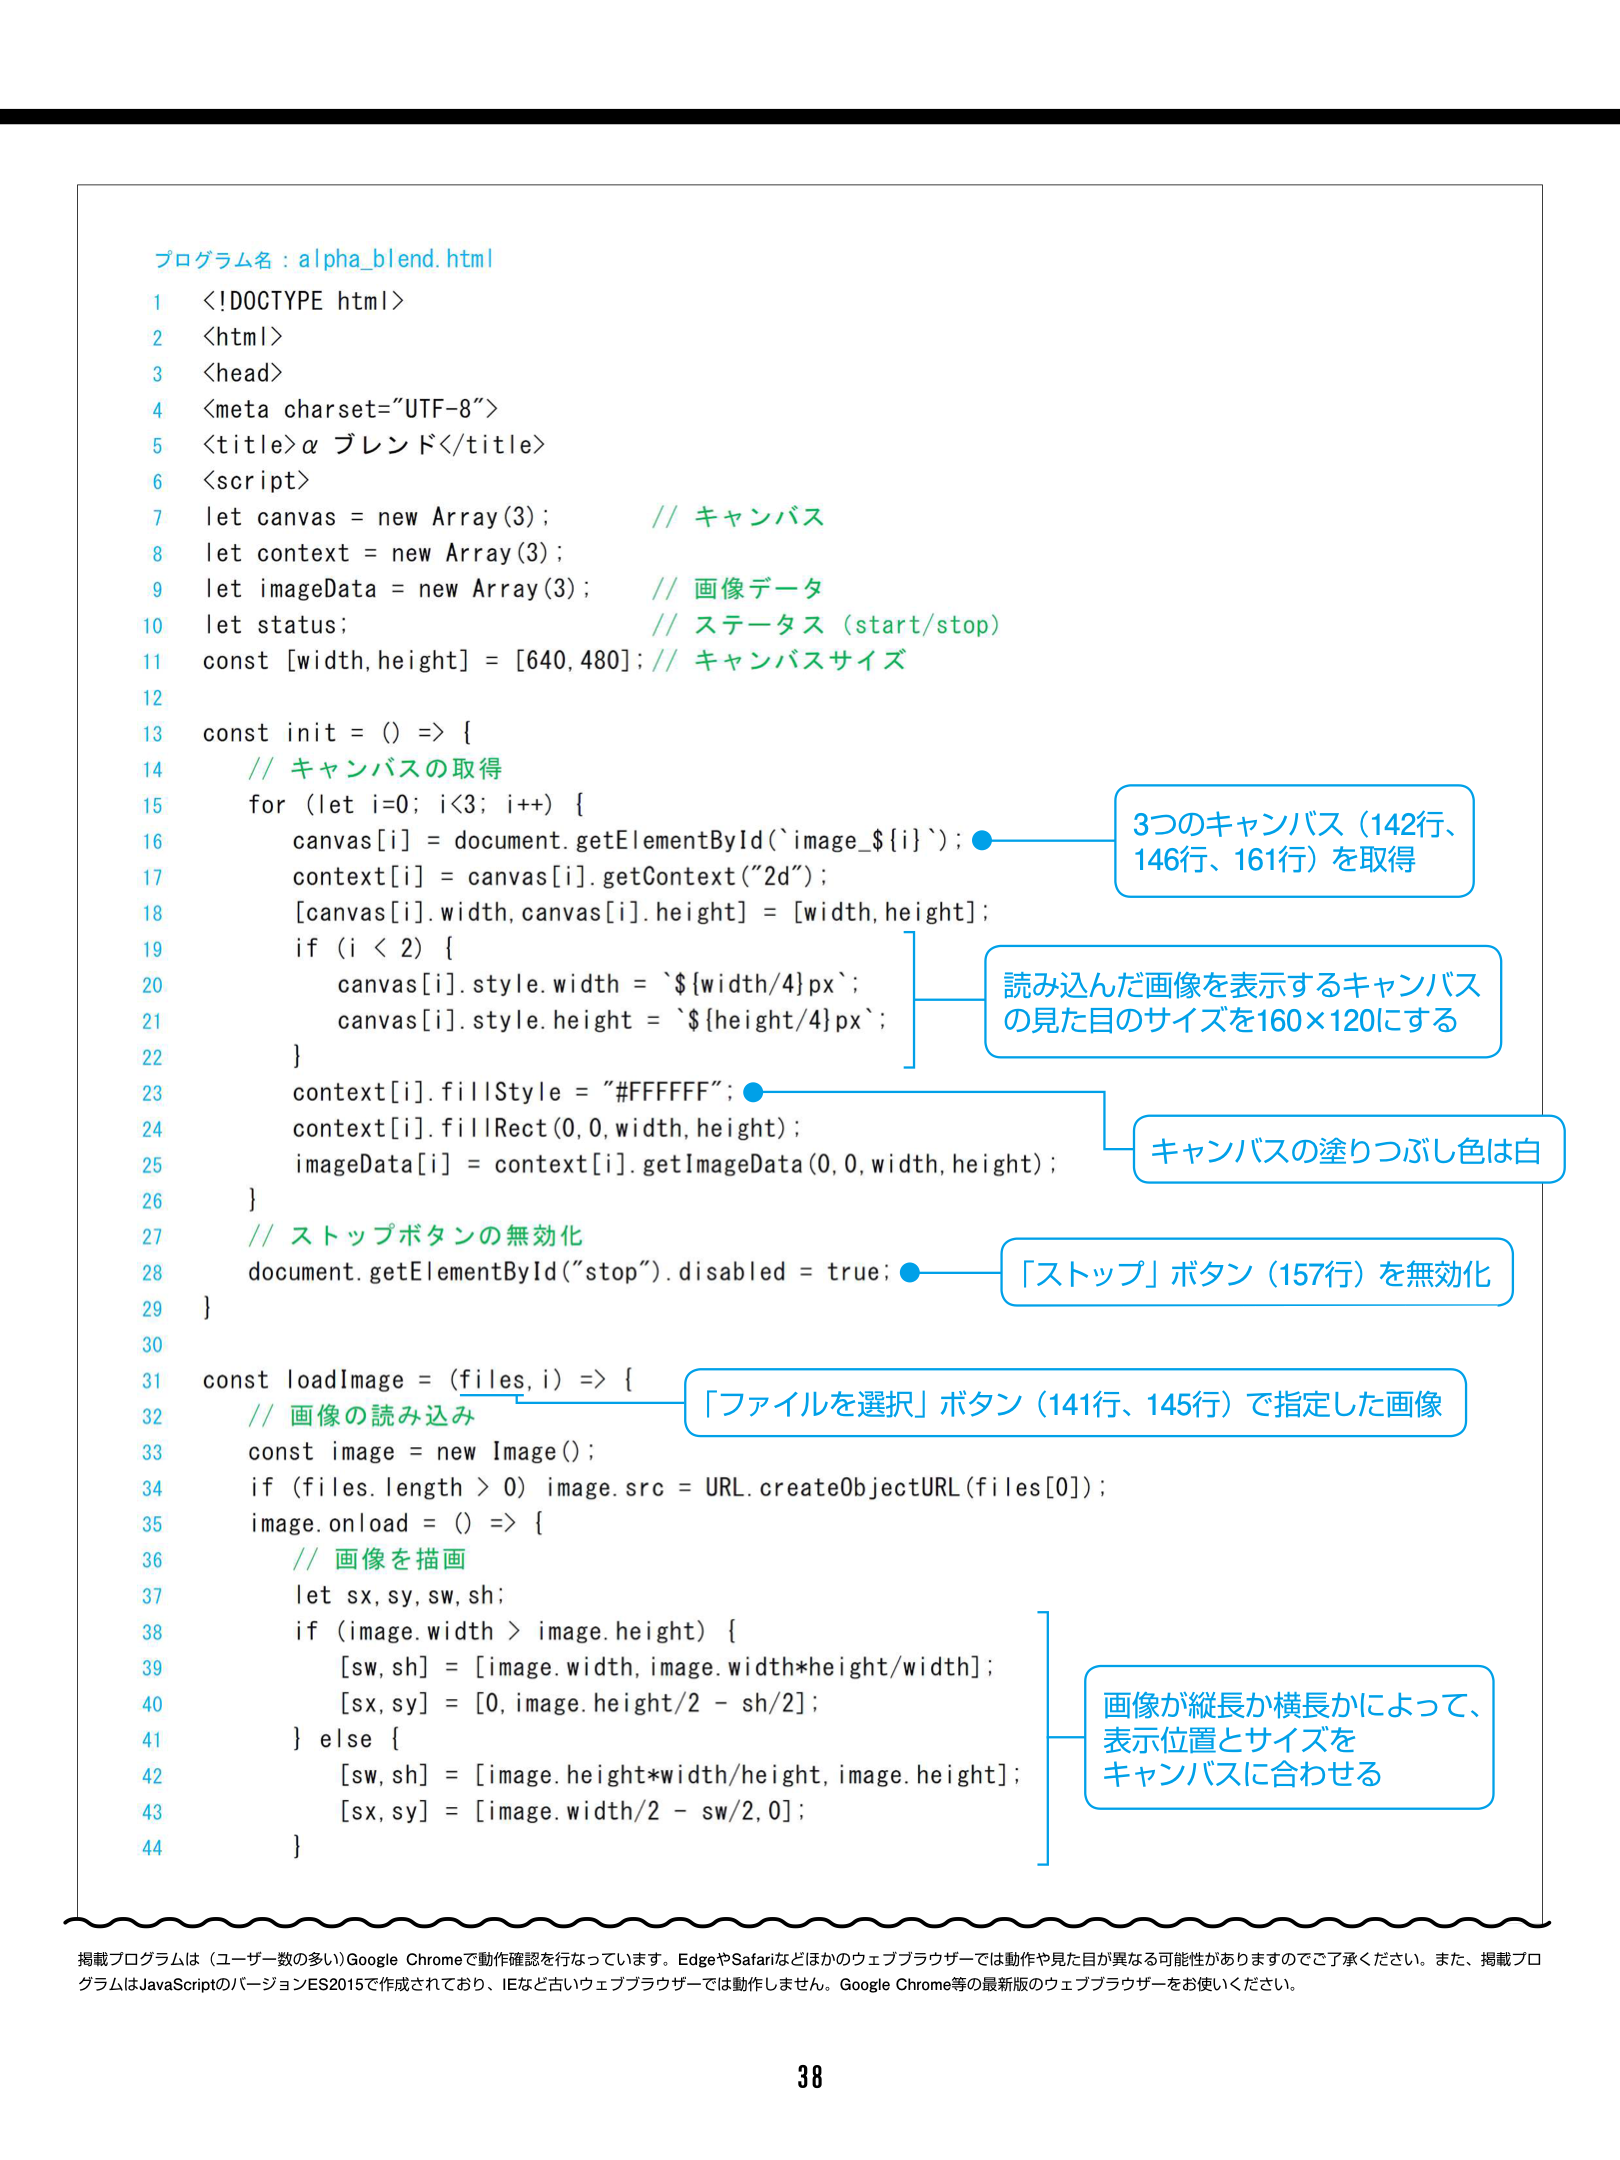 プログラム名：alpha_blend.html
1 <!DOCTYPE html>
2 <html>
3 <head>
4 <meta charset="UTF-8">
5 <title>α ブレンド</title>
6 <script>
7 let canvas = new Array(3);        // キャンバス
8 let context = new Array(3);
9 let imageData = new Array(3);     // 画像データ
10 let status;                       // ステータス（start/stop）
11 const [width,height] = [640,480];// キャンバスサイズ
12
13 const init = () => {
14     // キャンバスの取得
15     for (let i=0; i<3; i++) {
16         canvas[i] = document.getElementById(`image_${i}`);
3つのキャンバス（142行、
146行、161行）を取得
17         context[i] = canvas[i].getContext("2d");
18         [canvas[i].width,canvas[i].height] = [width,height];
19         if (i < 2) {
20             canvas[i].style.width = `${width/4}px`;
21             canvas[i].style.height = `${height/4}px`;
読み込んだ画像を表示するキャンバス
の見た目のサイズを160×120にする
22         }
23         context[i].fillStyle = "#FFFFFF";
キャンバスの塗りつぶし色は白
24         context[i].fillRect(0,0,width,height);
25         imageData[i] = context[i].getImageData(0,0,width,height);
26     }
27     // ストップボタンの無効化
28     document.getElementById("stop").disabled = true;
「ストップ」ボタン（157行）を無効化
29 }
30
31 const loadImage = (files,i) => {
「ファイルを選択」ボタン（141行、145行）で指定した画像
32     // 画像の読み込み
33     const image = new Image();
34     if (files.length > 0) image.src = URL.createObjectURL(files[0]);
35     image.onload = () => {
36         // 画像を描画
37         let sx,sy,sw,sh;
38         if (image.width > image.height) {
39             [sw,sh] = [image.width,image.width*height/width];
40             [sx,sy] = [0,image.height/2 - sh/2];
41         } else {
42             [sw,sh] = [image.height*width/height,image.height];
43             [sx,sy] = [image.width/2 - sw/2,0];
44         }
画像が縦長か横長かによって、
表示位置とサイズを
キャンバスに合わせる
掲載プログラムは（ユーザー数の多い）Google Chromeで動作確認を行なっています。EdgeやSafariなどほかのウェブブラウザーでは動作や見た目が異なる可能性がありますのでご了承ください。また、掲載プロ
グラムはJavaScriptのバージョンES2015で作成されており、IEなど古いウェブブラウザーでは動作しません。Google Chrome等の最新版のウェブブラウザーをお使いください。
38